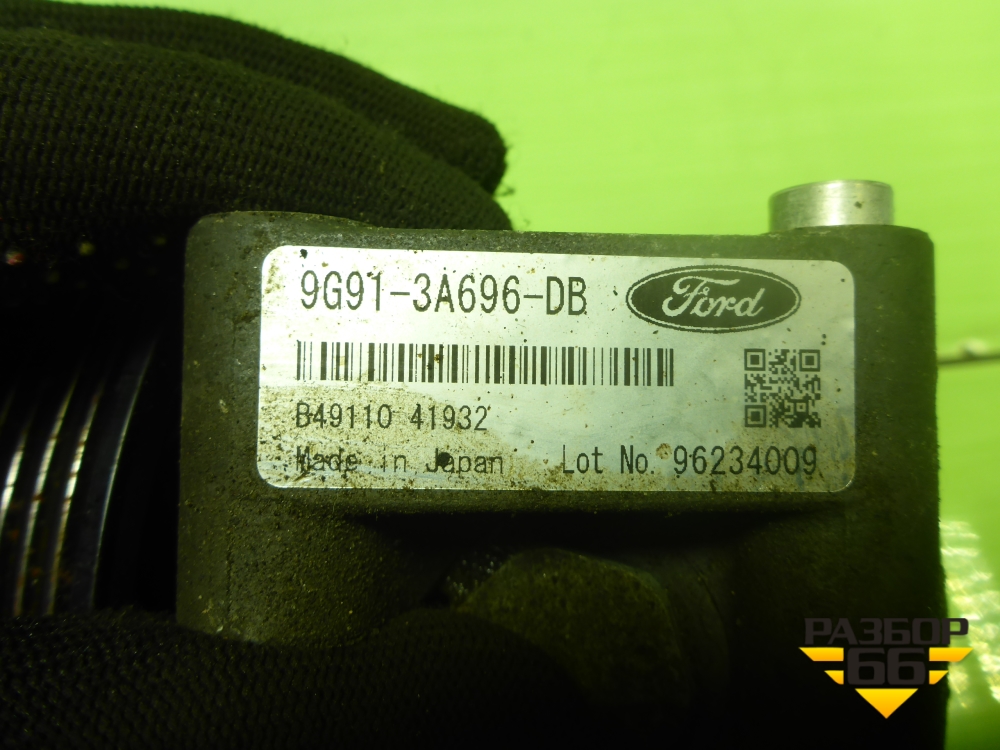 9G91-3A696-DB
Ford
B49110 41932
Made in Japan Lot No. 96234009
РАЗБОР
66